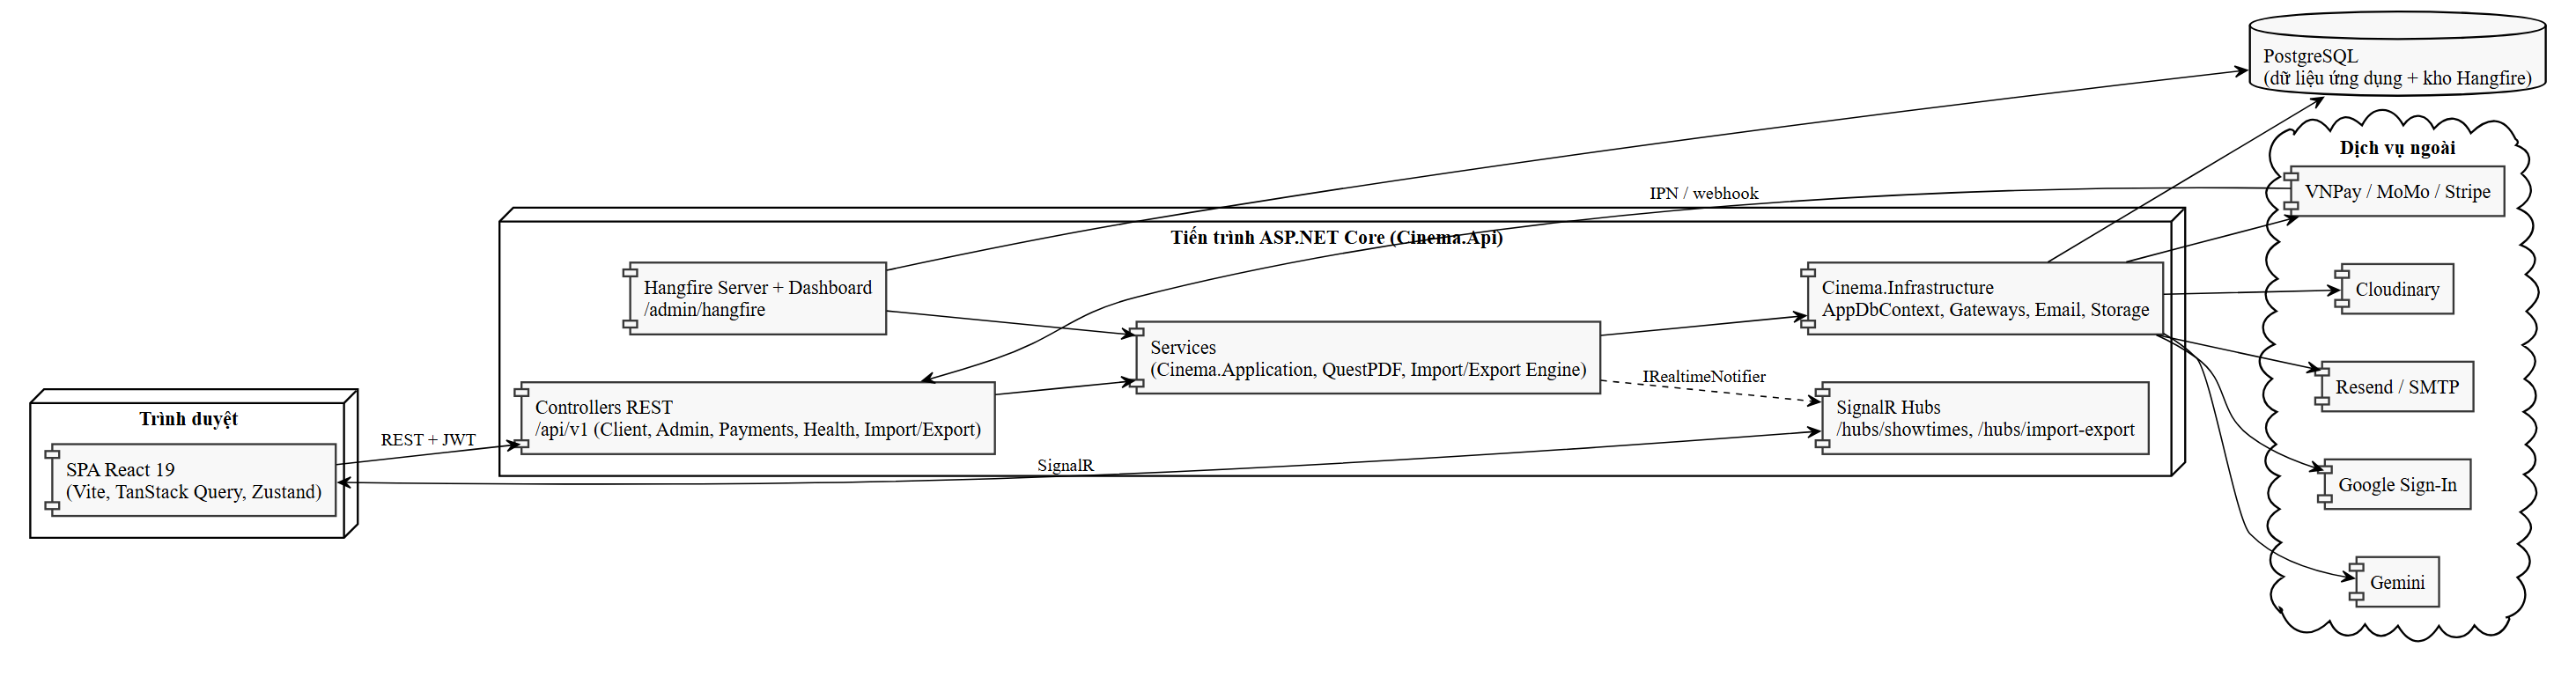 PostgreSQL
(dữ liệu ứng dụng + kho Hangfire)
Dịch vụ ngoài
VNPay / MoMo / Stripe
IPN / webhook
Tiến trình ASP.NET Core (Cinema.Api)
Hangfire Server + Dashboard
/admin/hangfire
Cinema.Infrastructure
AppDbContext, Gateways, Email, Storage
Cloudinary
Services
(Cinema.Application, QuestPDF, Import/Export Engine)
IRealtimeNotifier
Resend / SMTP
Controllers REST
/api/v1 (Client, Admin, Payments, Health, Import/Export)
SignalR Hubs
/hubs/showtimes, /hubs/import-export
Trình duyệt
REST + JWT
SPA React 19
(Vite, TanStack Query, Zustand)
SignalR
Google Sign-In
Gemini